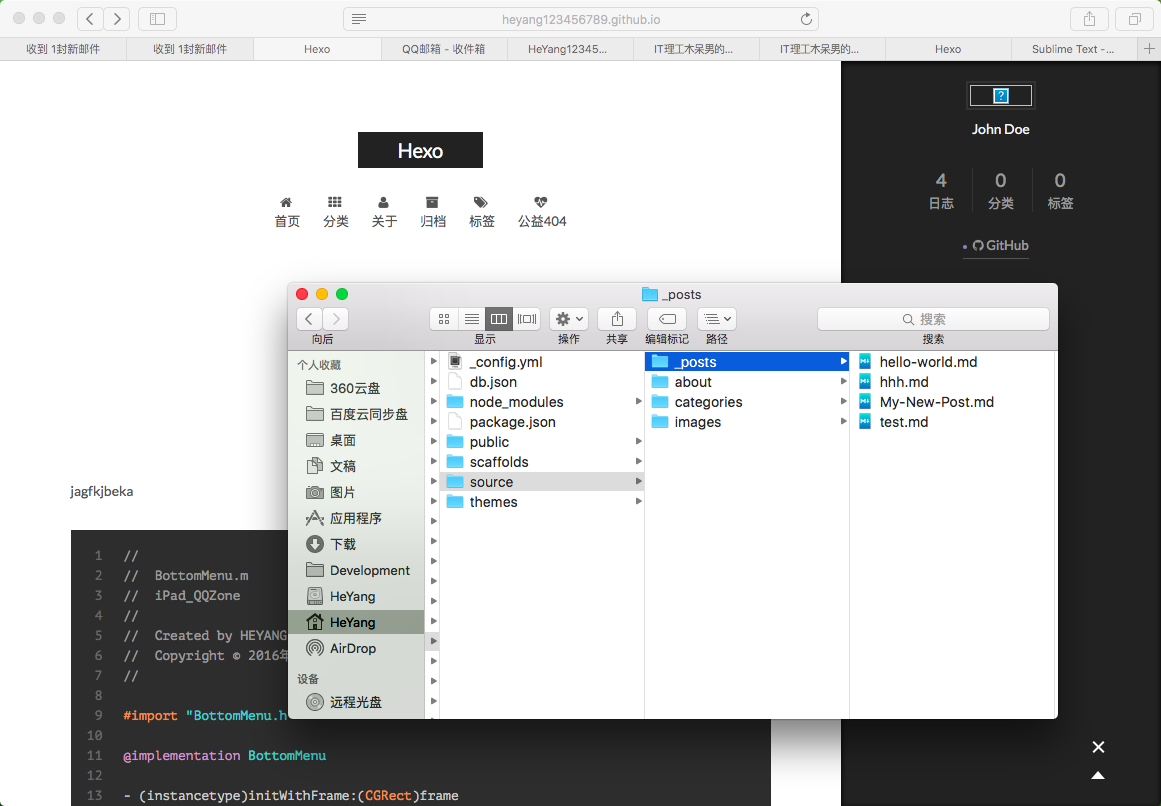 heyang123456789.github.io
收到 1封新邮件
收到 1封新邮件
Hexo
QQ邮箱 - 收件箱
HeYang12345...
IT理工木呆男的...
IT理工木呆男的...
Hexo
Sublime Text -...
Hexo
首页
分类
关于
归档
标签
公益404
?
John Doe
4
日志
0
分类
0
标签
GitHub
_posts
向后
显示
操作
共享
编辑标记
路径
搜索
搜索
个人收藏
360云盘
百度云同步盘
桌面
文稿
图片
应用程序
下载
Development
HeYang
HeYang
AirDrop
设备
远程光盘
_config.yml
db.json
node_modules
package.json
public
scaffolds
source
themes
_posts
about
categories
images
hello-world.md
hhh.md
My-New-Post.md
test.md
jagfkjbeka
1 //
2 //  BottomMenu.m
3 //  iPad_QQZone
4 //
5 //  Created by HEYANG
6 //  Copyright © 2016年
7 //
8
9 #import "BottomMenu.h
10
11 @implementation BottomMenu
12
13 - (instancetype)initWithFrame:(CGRect)frame